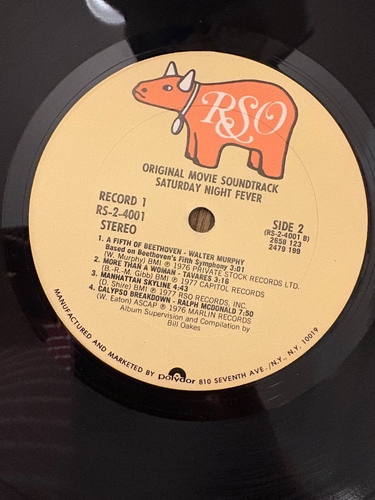 RSO
ORIGINAL MOVIE SOUNDTRACK
SATURDAY NIGHT FEVER
RECORD 1
RS-2-4001
STEREO
SIDE 2
(RS-2-4001 B)
2658 123
2479 199
1. A FIFTH OF BEETHOVEN - WALTER MURPHY
Based on Beethoven's Fifth Symphony 3:01
(W. Murphy) BMI ℗ 1976 PRIVATE STOCK RECORDS LTD.
2. MORE THAN A WOMAN - TAVARES 3:16
(B.-R.-M. Gibb) BMI ℗ 1977 CAPITOL RECORDS
3. MANHATTAN SKYLINE 4:43
(D. Shire) BMI ℗ 1977 RSO RECORDS, INC.
4. CALYPSO BREAKDOWN - RALPH McDONALD 7:50
(W. Eaton) ASCAP ℗ 1976 MARLIN RECORDS
Album Supervision and Compilation by
Bill Oakes
MANUFACTURED AND MARKETED BY polydor 810 SEVENTH AVE./N.Y., N.Y. 10019